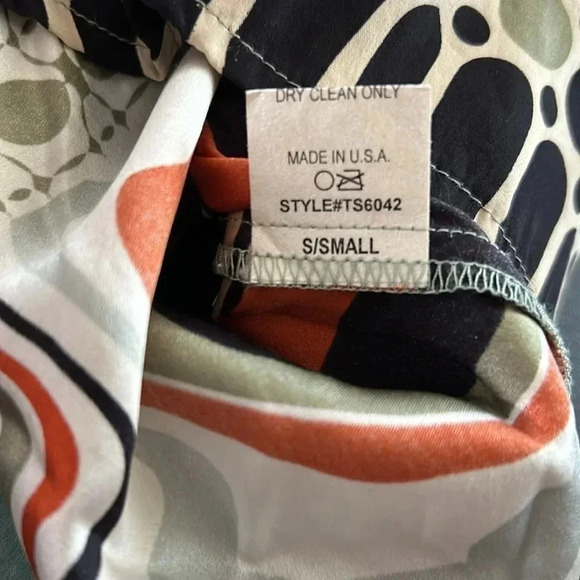 DRY CLEAN ONLY
MADE IN U.S.A.
STYLE#TS6042
S/SMALL